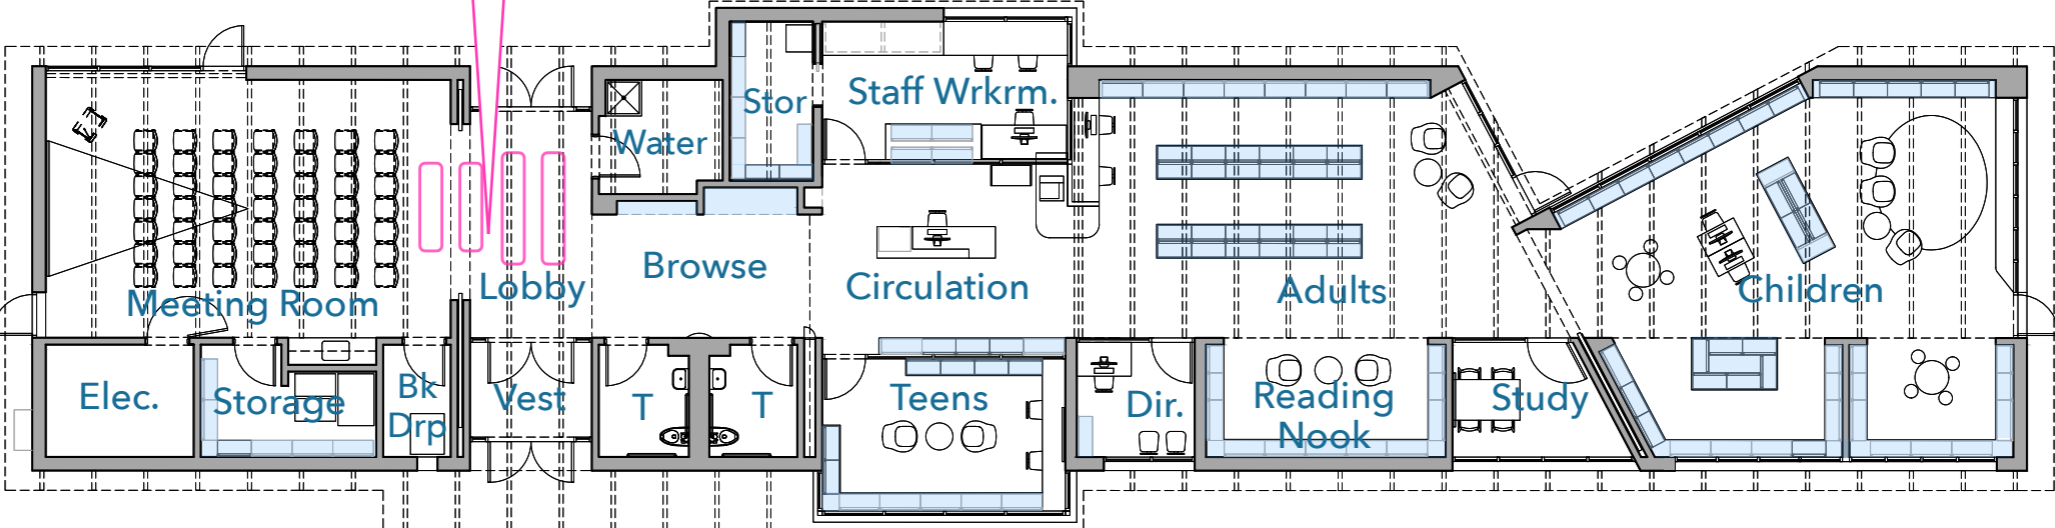 Stor
Staff Wrkrm.
Water
Meeting Room
Lobby
Browse
Circulation
Adults
Children
Elec.
Storage
Bk
Drp
Vest
T
T
Teens
Dir.
Reading
Nook
Study